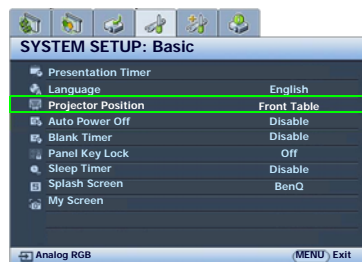 SYSTEM SETUP: Basic
Presentation Timer
Language English
Projector Position Front Table
Auto Power Off Disable
Blank Timer Disable
Panel Key Lock Off
Sleep Timer Disable
Splash Screen BenQ
My Screen
Analog RGB MENU Exit